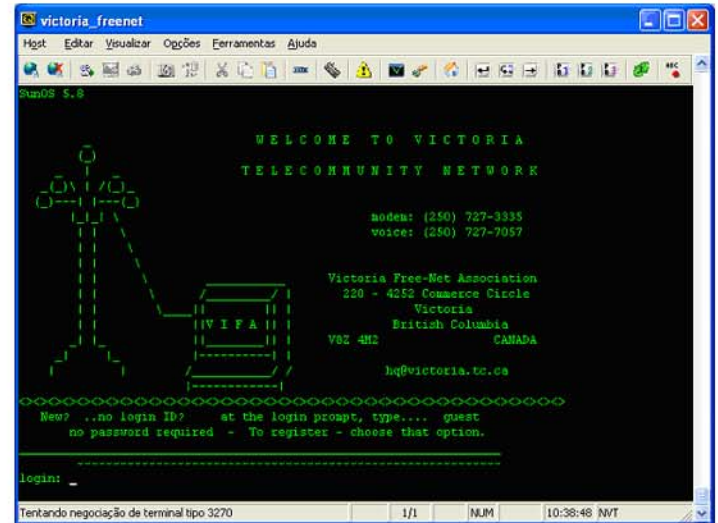 victoria_freenet
Host Editar Visualizar Opções Ferramentas Ajuda
SunOS 5.8
W E L C O M E T O V I C T O R I A
T E L E C O M M U N I T Y N E T W O R K
modem: (250) 727-3335
voice: (250) 727-7057
Victoria Free-Net Association
220 - 4252 Commerce Circle
Victoria
British Columbia
V8Z 4M2 CANADA
V I F A
hq@victoria.tc.ca
New? ..no login ID? at the login prompt, type.... guest
no password required - To register - choose that option.
login: _
Tentando negociação de terminal tipo 3270 1/1 NUM 10:38:48 NVT